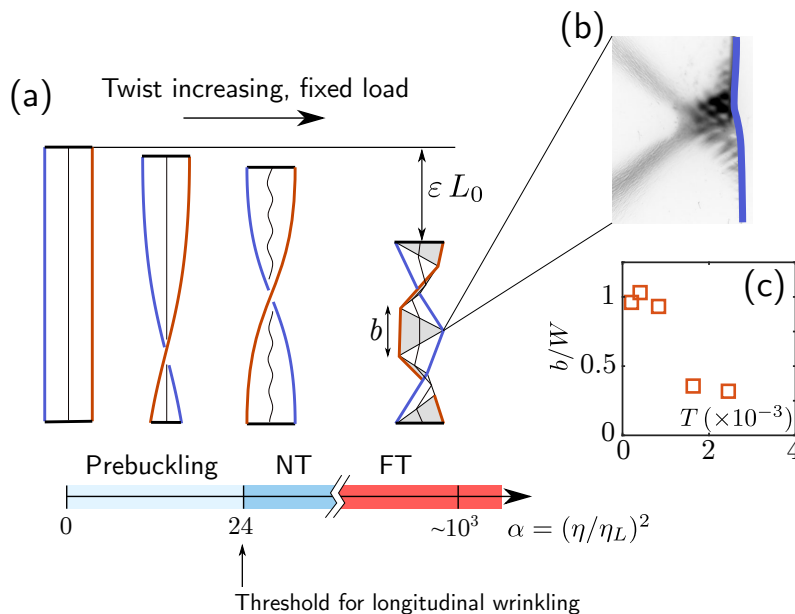 (a)
Twist increasing, fixed load
(b)
ε L₀
b
(c)
b/W
1
0.5
0
T (×10⁻³)
0
2
4
Prebuckling
NT
FT
0
24
~10³
α = (η/η_L)²
Threshold for longitudinal wrinkling